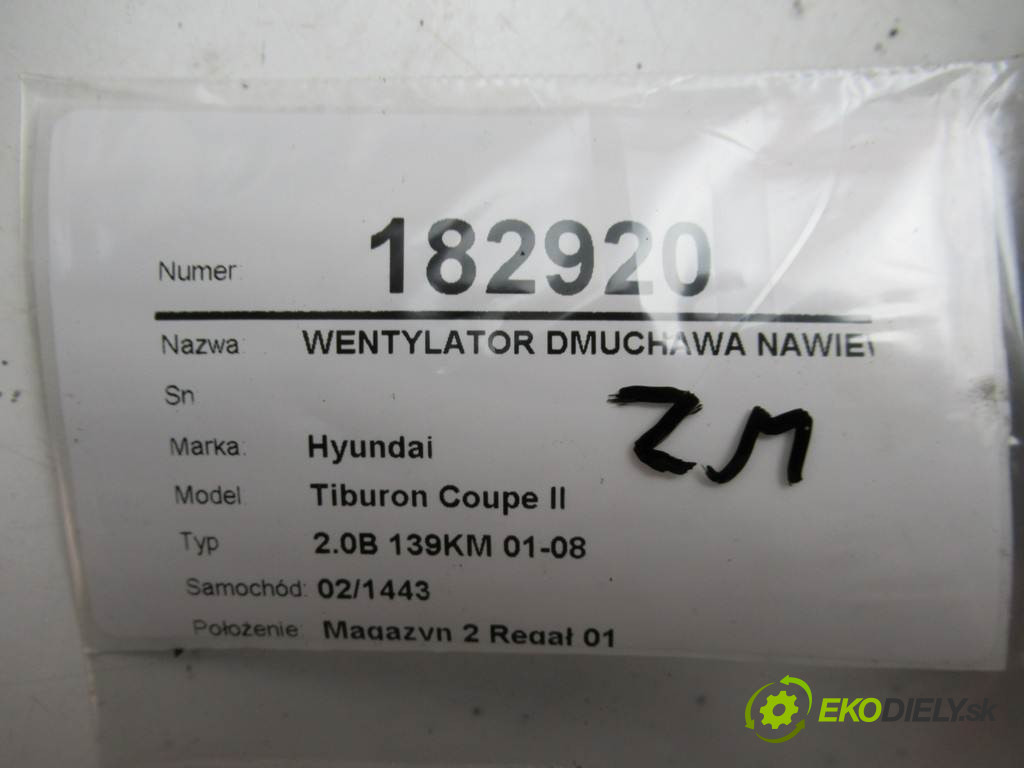 Numer: 182920
Nazwa: WENTYLATOR DMUCHAWA
Sn
Marka: Hyundai
Model Tiburon Coupe II
Typ 2.0B 139KM 01-08
Samochód: 02/1443
Położenie: Magazyn 2 Regał 01
ZM
EKODIELY.sk